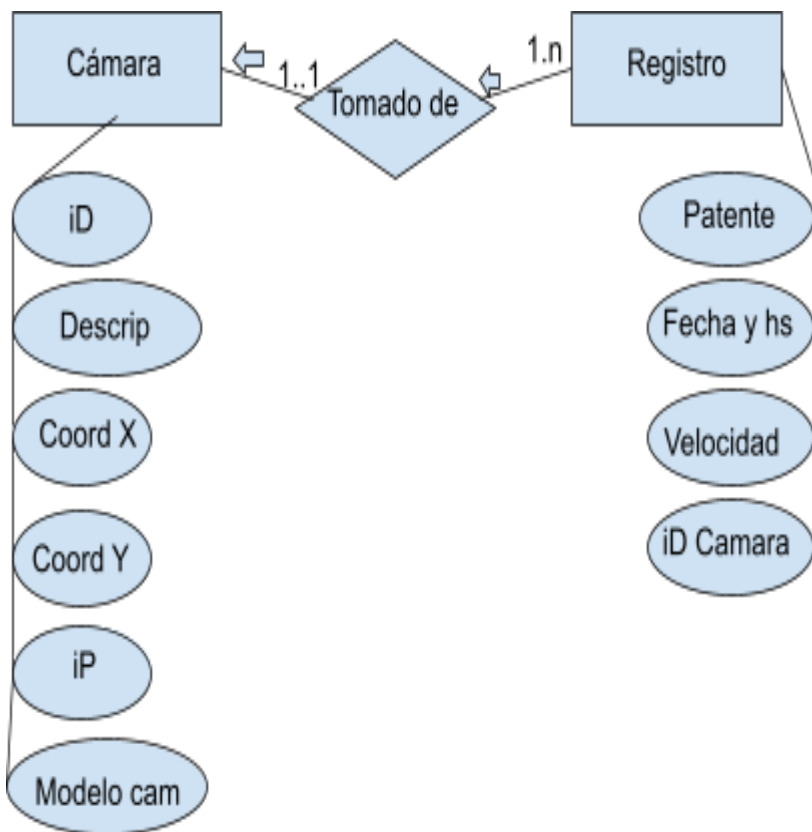 Cámara
1..1
Tomado de
1.n
Registro
iD
Descrip
Coord X
Coord Y
iP
Modelo cam
Patente
Fecha y hs
Velocidad
iD Camara